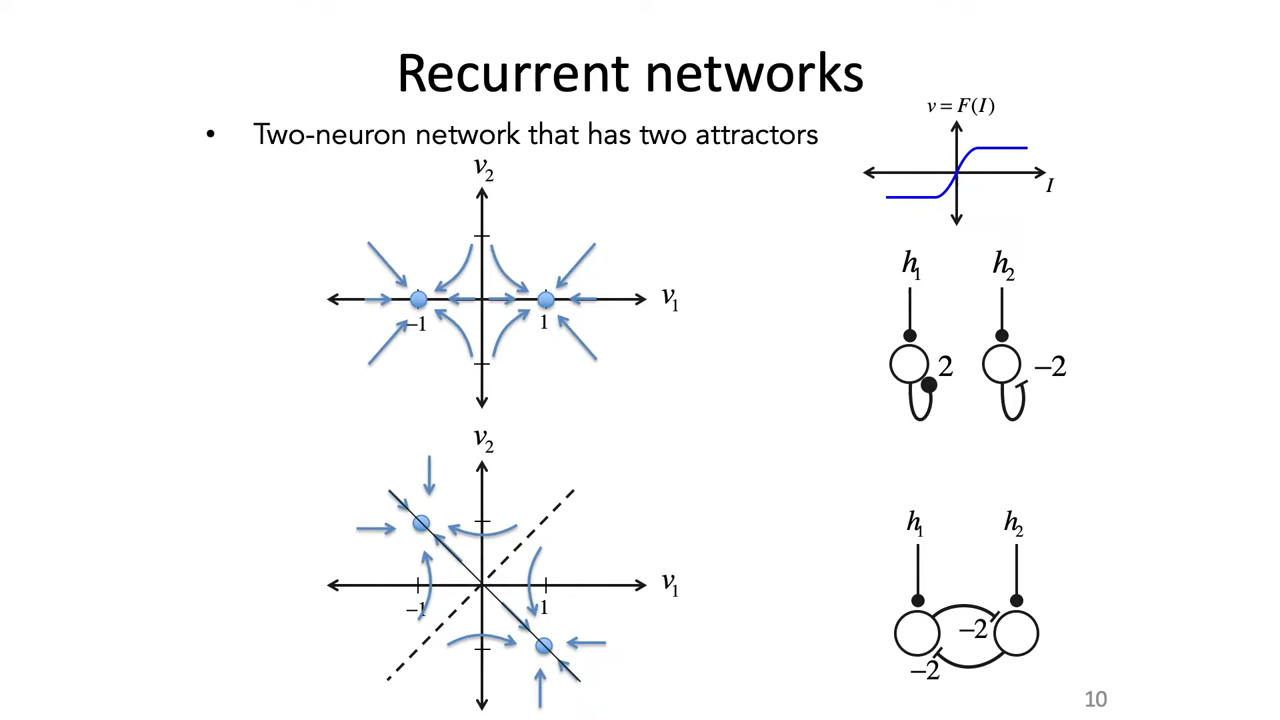 Recurrent networks
• Two-neuron network that has two attractors
v = F(I)
I
v₂
v₁
−1
1
h₁ h₂
2 −2
v₂
v₁
−1
1
h₁ h₂
−2
−2
10